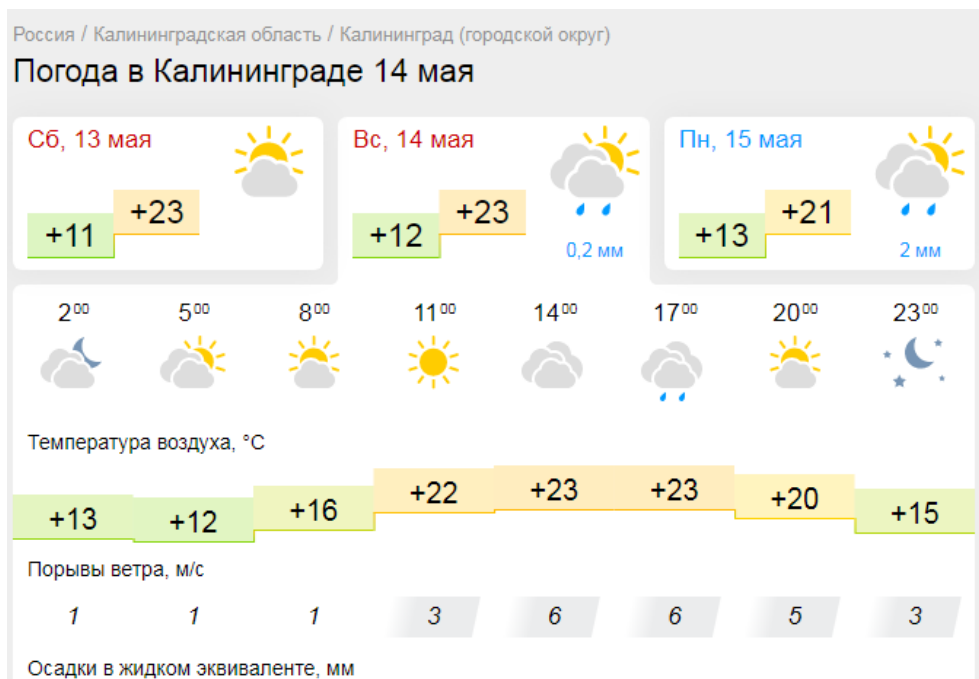 Россия / Калининградская область / Калининград (городской округ)
Погода в Калининграде 14 мая
Сб, 13 мая Вс, 14 мая Пн, 15 мая
+11 +23 +12 +23 +13 +21
0,2 мм 2 мм
2⁰⁰ 5⁰⁰ 8⁰⁰ 11⁰⁰ 14⁰⁰ 17⁰⁰ 20⁰⁰ 23⁰⁰
Температура воздуха, °C
+13 +12 +16 +22 +23 +23 +20 +15
Порывы ветра, м/с
1 1 1 3 6 6 5 3
Осадки в жидком эквиваленте, мм